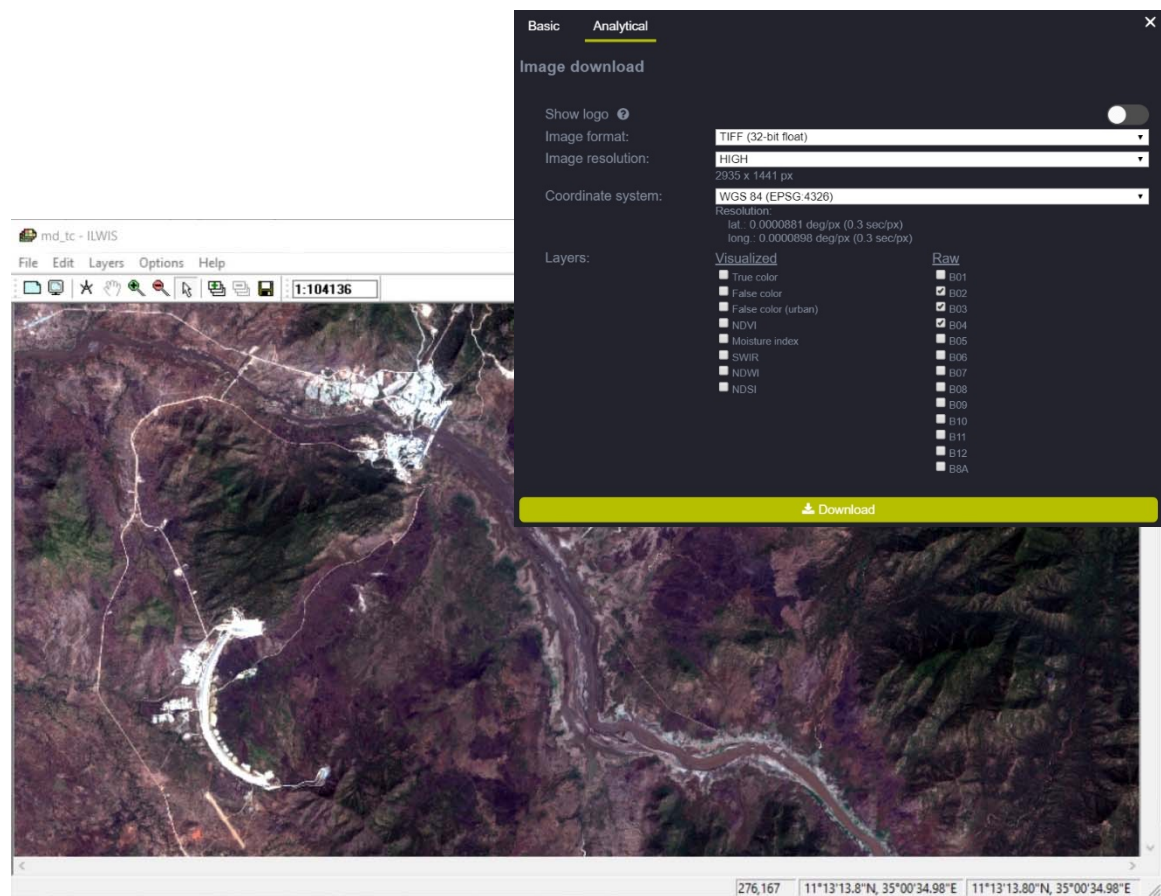 Basic Analytical ×
Image download
Show logo ?
Image format: TIFF (32-bit float)
Image resolution: HIGH
2935 x 1441 px
Coordinate system: WGS 84 (EPSG:4326)
Resolution:
lat.: 0.0000881 deg/px (0.3 sec/px)
long.: 0.0000898 deg/px (0.3 sec/px)
Layers: Visualized Raw
True color B01
False color B02
False color (urban) B03
NDVI B04
Moisture index B05
SWIR B06
NDWI B07
NDSI B08
B09
B10
B11
B12
B8A
Download
md_tc - ILWIS
File Edit Layers Options Help
1:104136
276,167 11°13'13.8"N, 35°00'34.98"E 11°13'13.80"N, 35°00'34.98"E